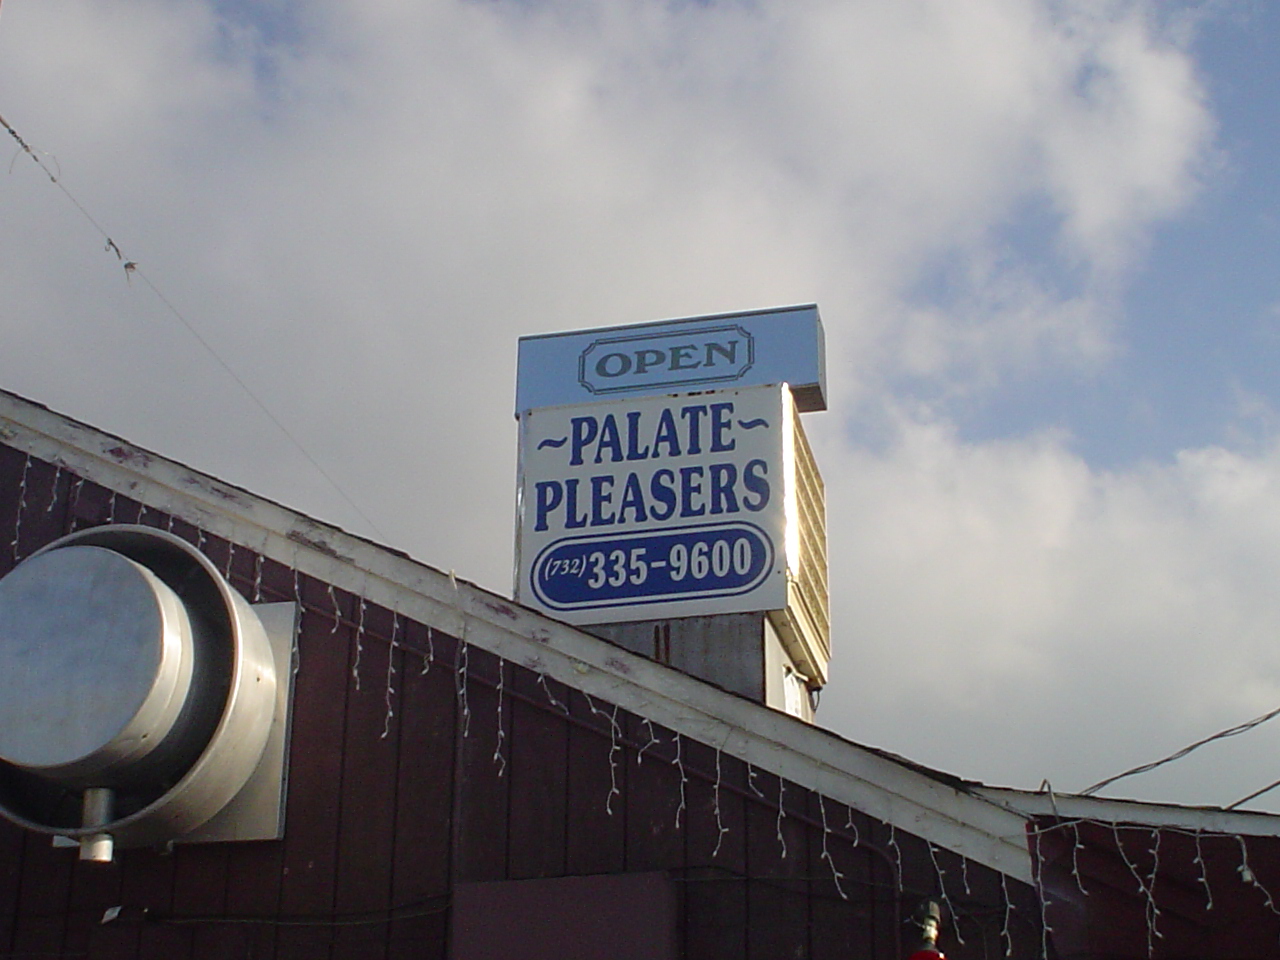 OPEN
~PALATE~
PLEASERS
(732)335-9600